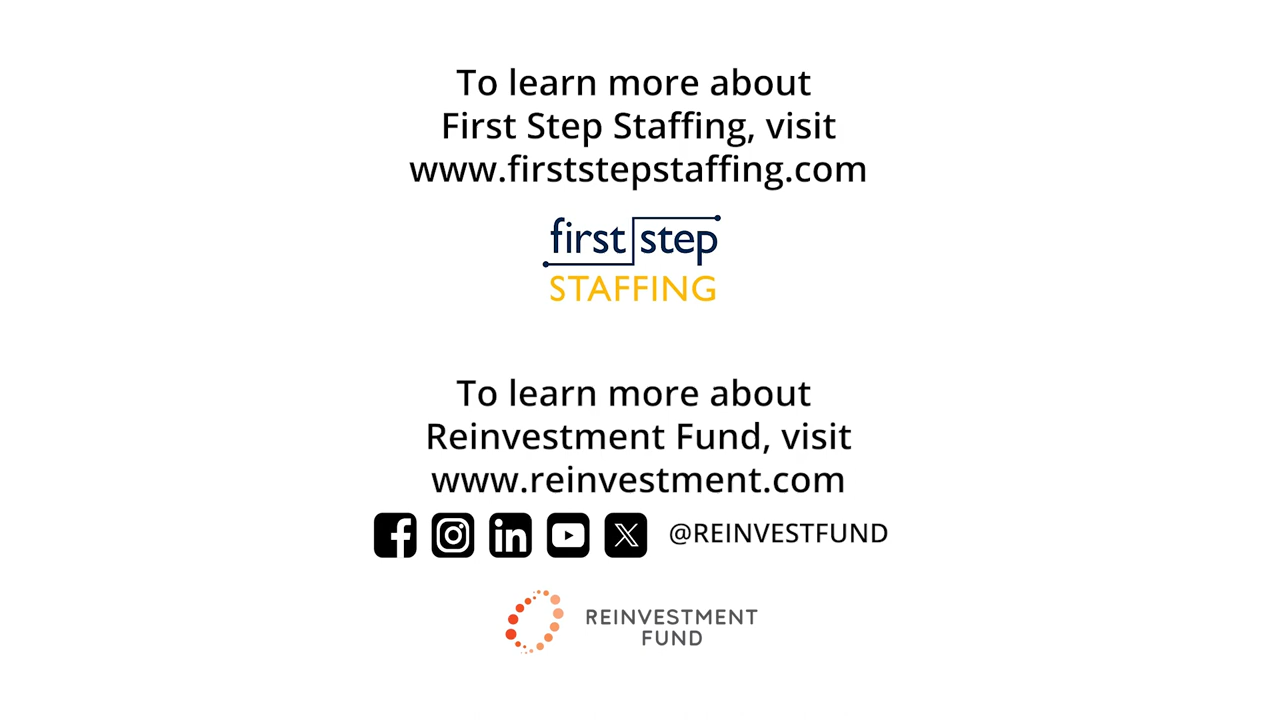 To learn more about
First Step Staffing, visit
www.firststepstaffing.com
first step
STAFFING
To learn more about
Reinvestment Fund, visit
www.reinvestment.com
@REINVESTFUND
REINVESTMENT
FUND